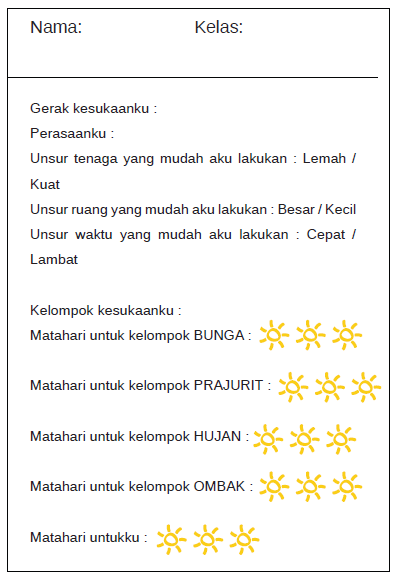 Nama: Kelas:
Gerak kesukaanku :
Perasaanku :
Unsur tenaga yang mudah aku lakukan : Lemah /
Kuat
Unsur ruang yang mudah aku lakukan : Besar / Kecil
Unsur waktu yang mudah aku lakukan : Cepat /
Lambat
Kelompok kesukaanku :
Matahari untuk kelompok BUNGA :
Matahari untuk kelompok PRAJURIT :
Matahari untuk kelompok HUJAN :
Matahari untuk kelompok OMBAK :
Matahari untukku :